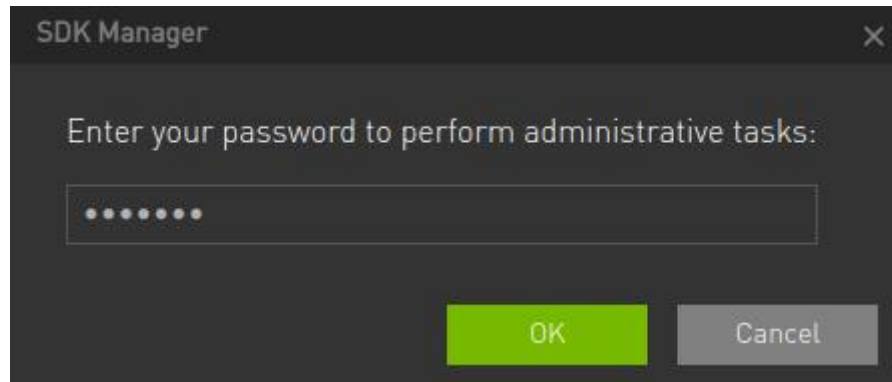 SDK Manager
Enter your password to perform administrative tasks:
•••••••
OK
Cancel